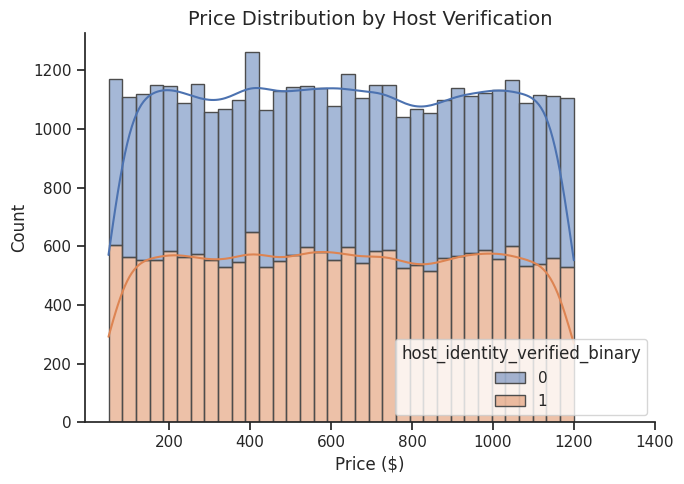 Price Distribution by Host Verification
Count
1200
1000
800
600
400
200
0
host_identity_verified_binary
0
1
200 400 600 800 1000 1200 1400
Price ($)